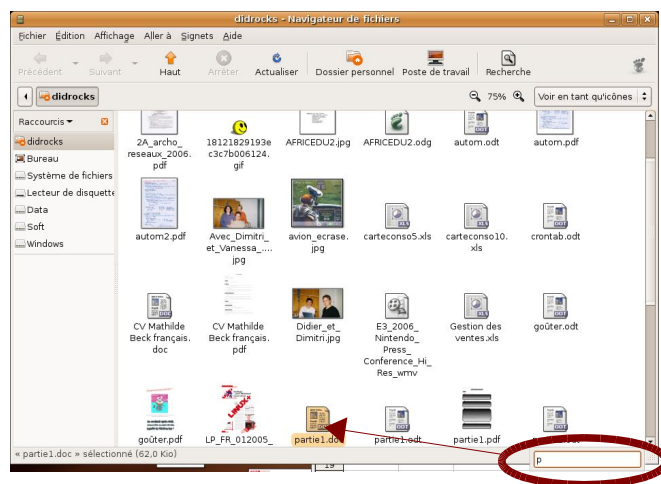 didrocks - Navigateur de fichiers
Fichier Édition Affichage Aller à Signets Aide
Précédent Suivant Haut Arrêter Actualiser Dossier personnel Poste de travail Recherche
didrocks 75% Voir en tant qu'icônes
Raccourcis
didrocks
Bureau
Système de fichiers
Lecteur de disquette
Data
Soft
Windows
2A_archo_
reseaux_2006.
pdf
18121829193e
c3c7b006124.
gif
AFRICEDU2.jpg
AFRICEDU2.odg
autom.odt
autom.pdf
autom2.pdf
Avec_Dimitri_
et_Vanessa_....
jpg
avion_ecrase.
jpg
carteconso5.xls
carteconso10.
xls
crontab.odt
CV Mathilde
Beck français.
doc
CV Mathilde
Beck français.
pdf
Didier_et_
Dimitri.jpg
E3_2006_
Nintendo_
Press_
Conference_Hi_
Res_wmv
Gestion des
ventes.xls
goûter.odt
goûter.pdf
LP_FR_012005_
partie1.doc
partie1.odt
partie1.pdf
« partie1.doc » sélectionné (62,0 Kio)
p
19